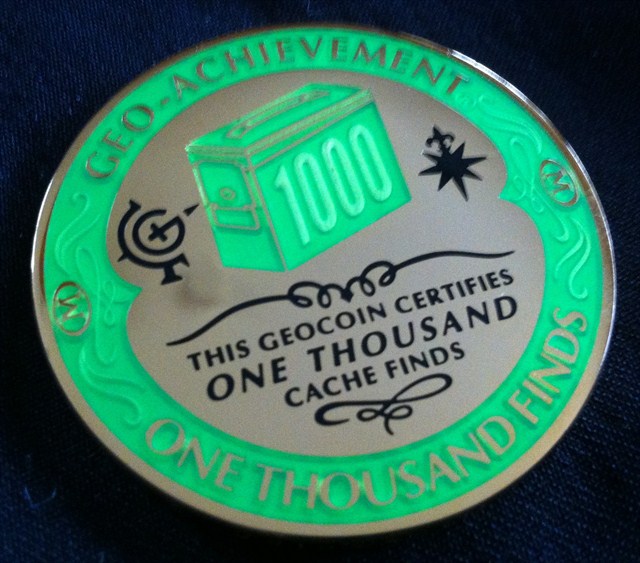 GEO-ACHIEVEMENT
1000
M
M
THIS GEOCOIN CERTIFIES
ONE THOUSAND
CACHE FINDS
ONE THOUSAND FINDS